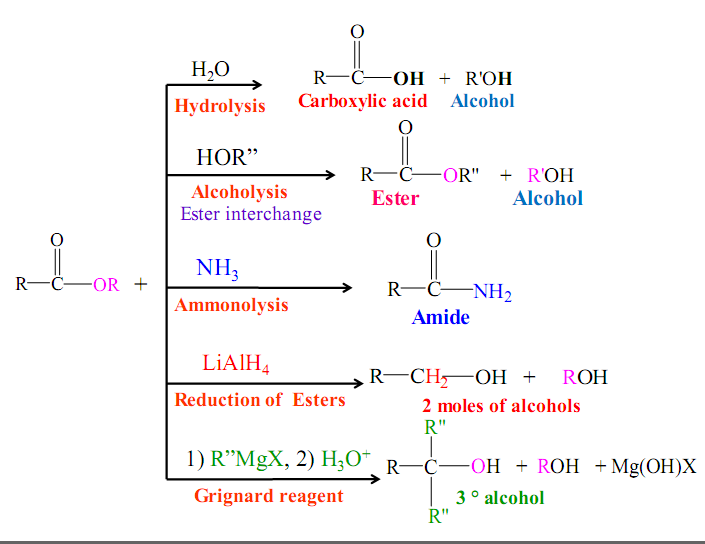 O
H₂O R—C—OH + R'OH
Hydrolysis Carboxylic acid Alcohol
O
HOR” R—C—OR" + R'OH
Alcoholysis Ester Alcohol
Ester interchange
O
R—C—OR +
O
NH₃ R—C—NH₂
Ammonolysis Amide
LiAlH₄ R—CH₂—OH + ROH
Reduction of Esters 2 moles of alcohols
R"
1) R”MgX, 2) H₃O⁺ R—C—OH + ROH + Mg(OH)X
Grignard reagent 3 ° alcohol
R"